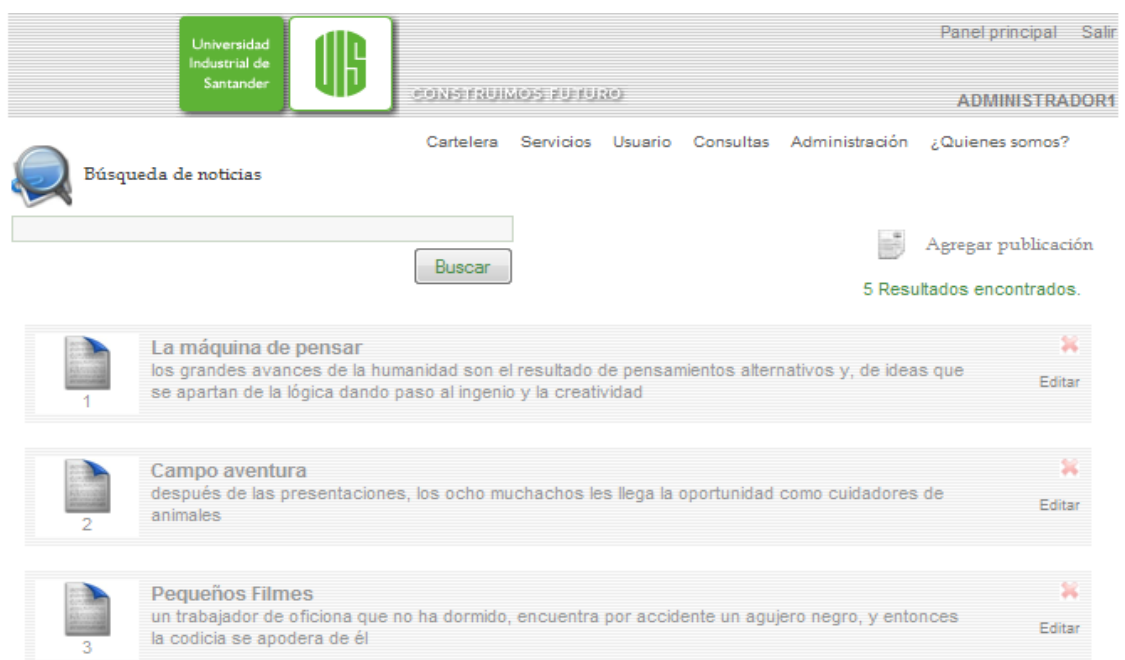 Panel principal Salir
Universidad
Industrial de
Santander
UIS
CONSTRUIMOS FUTURO
ADMINISTRADOR1
Cartelera Servicios Usuario Consultas Administración ¿Quienes somos?
Búsqueda de noticias
Agregar publicación
Buscar
5 Resultados encontrados.
La máquina de pensar
los grandes avances de la humanidad son el resultado de pensamientos alternativos y, de ideas que
se apartan de la lógica dando paso al ingenio y la creatividad
Editar
1
Campo aventura
después de las presentaciones, los ocho muchachos les llega la oportunidad como cuidadores de
animales
Editar
2
Pequeños Filmes
un trabajador de oficiona que no ha dormido, encuentra por accidente un agujero negro, y entonces
la codicia se apodera de él
Editar
3